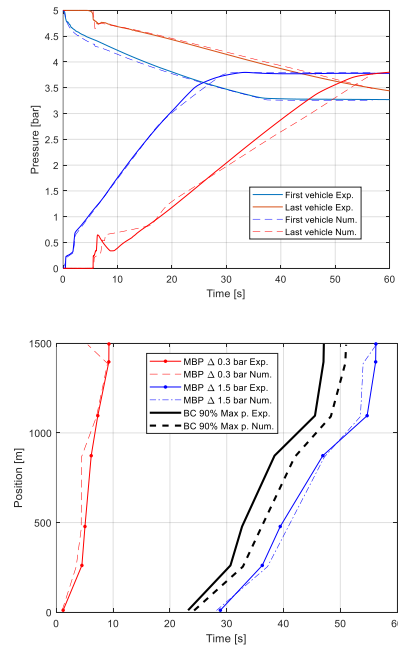 5
4.5
4
3.5
3
2.5
2
1.5
1
0.5
0
Pressure [bar]
First vehicle Exp.
Last vehicle Exp.
First vehicle Num.
Last vehicle Num.
0 10 20 30 40 50 60
Time [s]
1500
1000
500
0
Position [m]
MBP Δ 0.3 bar Exp.
MBP Δ 0.3 bar Num.
MBP Δ 1.5 bar Exp.
MBP Δ 1.5 bar Num.
BC 90% Max p. Exp.
BC 90% Max p. Num.
0 10 20 30 40 50 60
Time [s]